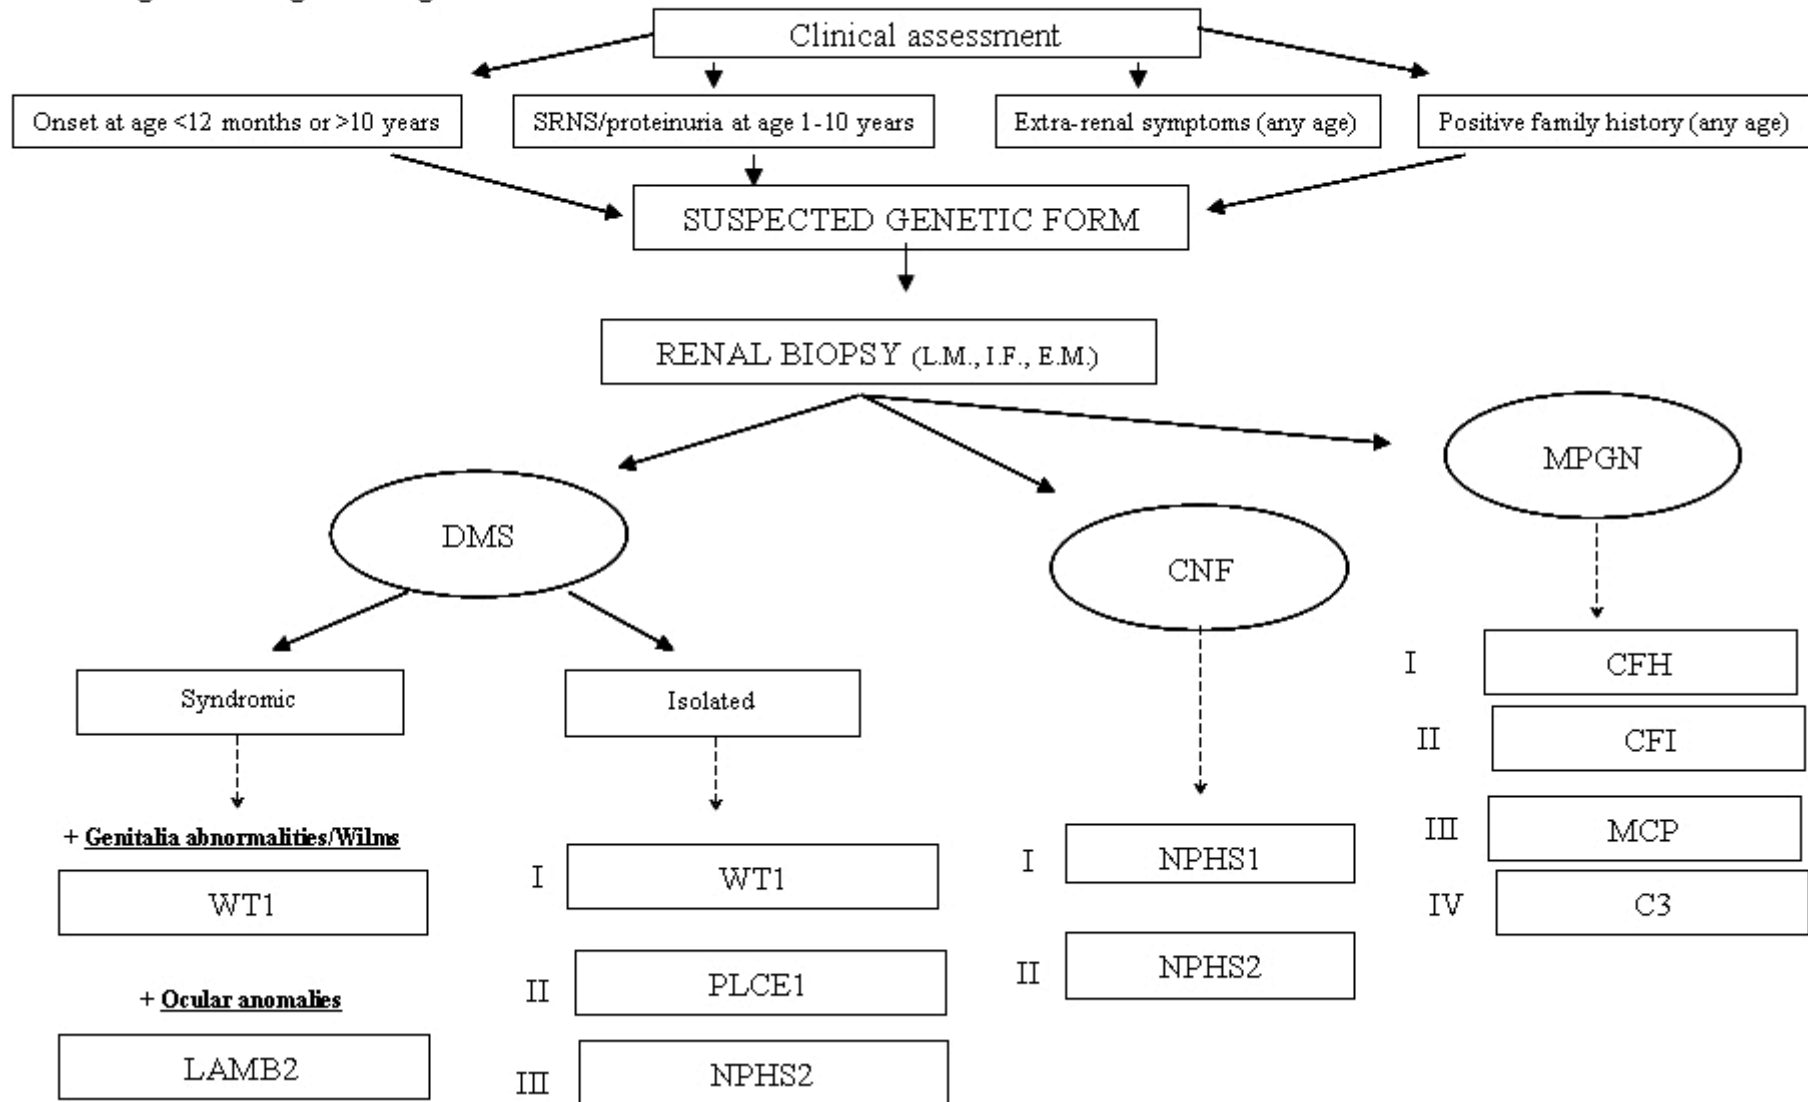 Clinical assessment
Onset at age <12 months or >10 years
SRNS/proteinuria at age 1-10 years
Extra-renal symptoms (any age)
Positive family history (any age)
SUSPECTED GENETIC FORM
RENAL BIOPSY (L.M., I.F., E.M.)
DMS
CNF
MPGN
Syndromic
Isolated
+ Genitalia abnormalities/Wilms
WT1
+ Ocular anomalies
LAMB2
I WT1
II PLCE1
III NPHS2
I NPHS1
II NPHS2
I CFH
II CFI
III MCP
IV C3